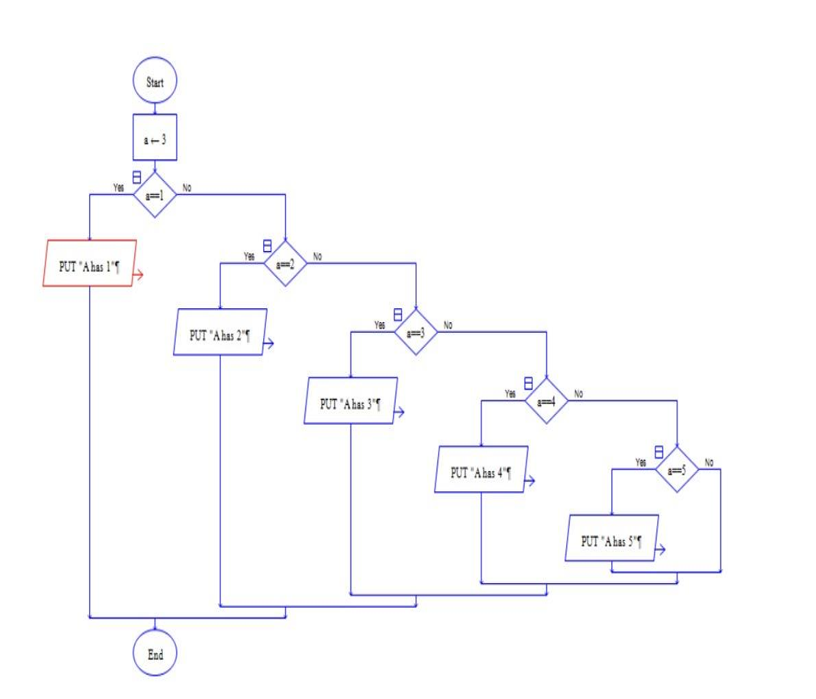 Start
a ← 3
Yes
a==1
No
PUT "A has 1"¶
Yes
a==2
No
PUT "A has 2"¶
Yes
a==3
No
PUT "A has 3"¶
Yes
a==4
No
PUT "A has 4"¶
Yes
a==5
No
PUT "A has 5"¶
End